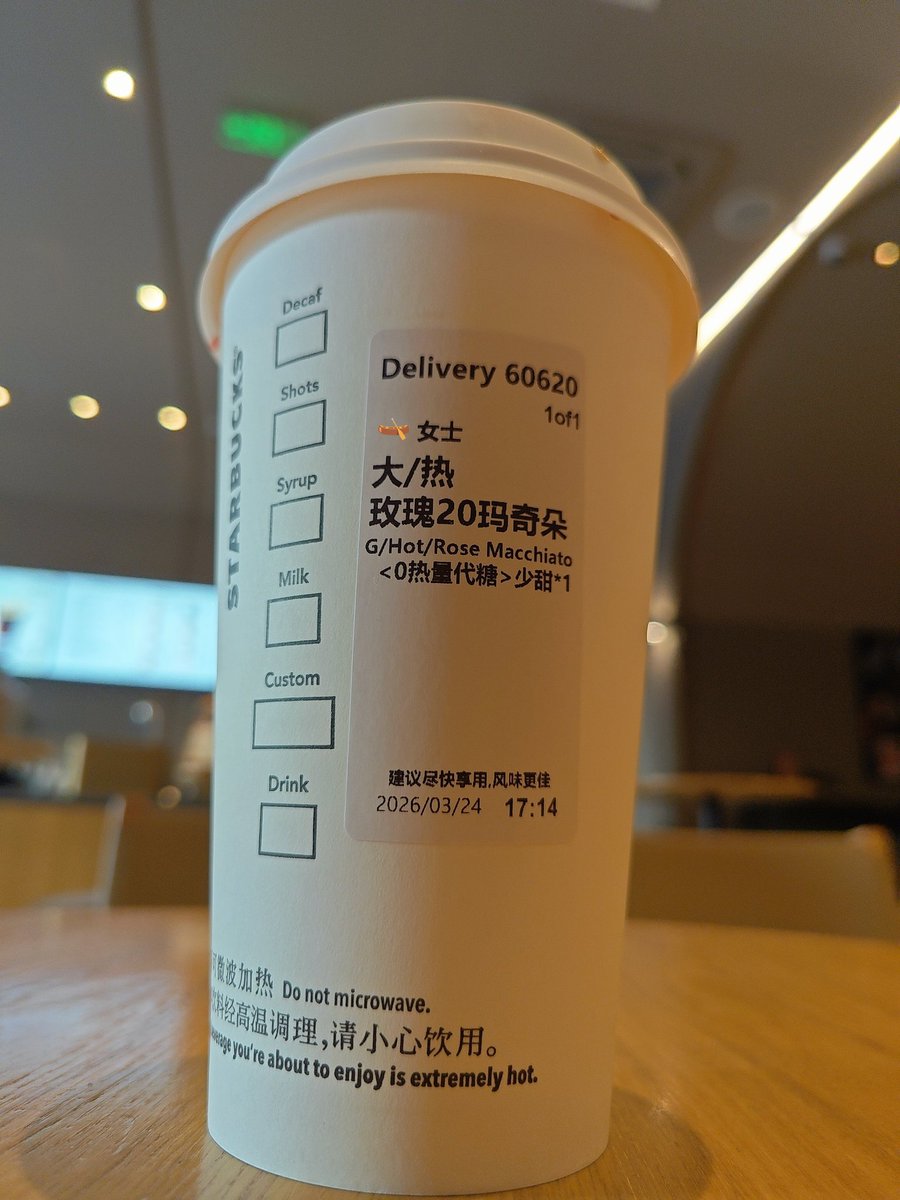 STARBUCKS
Decaf
Shots
Syrup
Milk
Custom
Drink
Delivery 60620
1of1
女士
大/热
玫瑰20玛奇朵
G/Hot/Rose Macchiato
<0热量代糖>少甜*1
建议尽快享用,风味更佳
2026/03/24 17:14
微波加热 Do not microwave.
料经高温调理,请小心饮用。
you're about to enjoy is extremely hot.